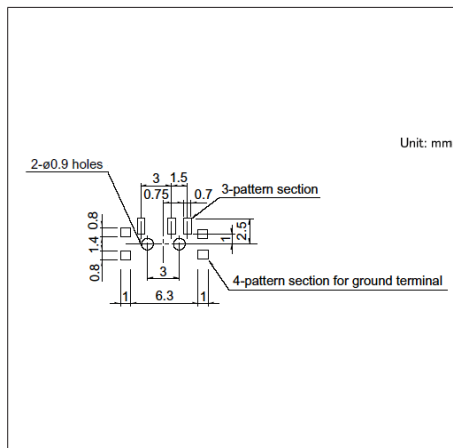 Unit: mm
2-ø0.9 holes
3 1.5
0.75 0.7
3-pattern section
0.8
1.4
0.8
1
2.5
3
4-pattern section for ground terminal
1 6.3 1